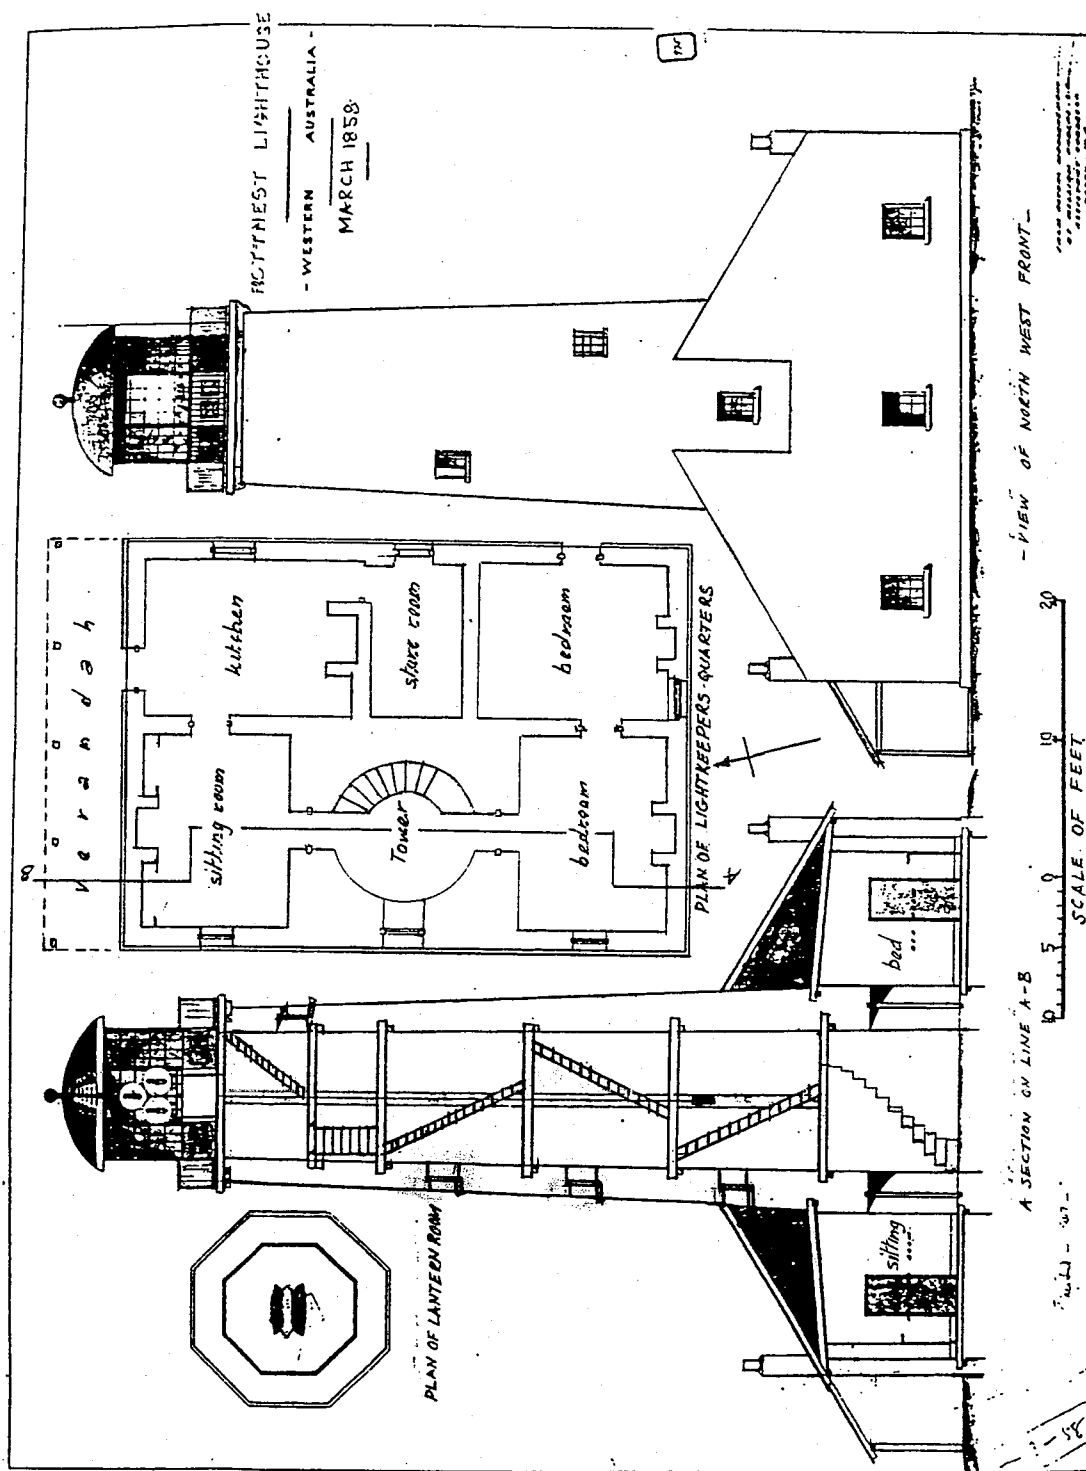 ROTTNEST LIGHTHOUSE
- WESTERN AUSTRALIA -
MARCH 1858.
verandah
kitchen
store room
bedroom
sitting room
Tower
bedroom
B
A
PLAN OF LIGHTKEEPERS-QUARTERS
PLAN OF LANTERN ROOM
sitting
bed
A SECTION ON LINE A-B
- VIEW OF NORTH WEST FRONT -
10 5 0 10 20
SCALE OF FEET
- 58